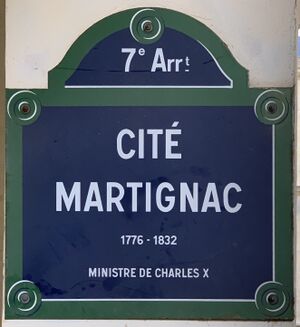 7e Arrt.
CITÉ
MARTIGNAC
1776 - 1832
MINISTRE DE CHARLES X